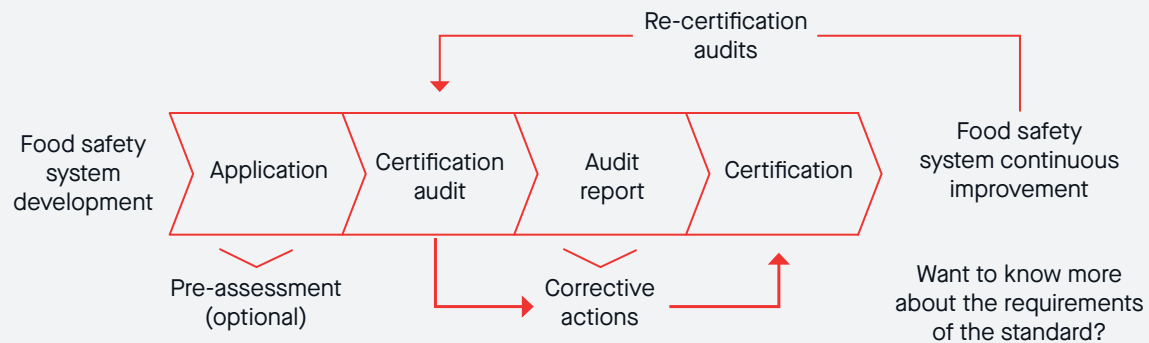 Re-certification
audits
Food safety
system
development
Application
Certification
audit
Audit
report
Certification
Food safety
system continuous
improvement
Pre-assessment
(optional)
Corrective
actions
Want to know more
about the requirements
of the standard?